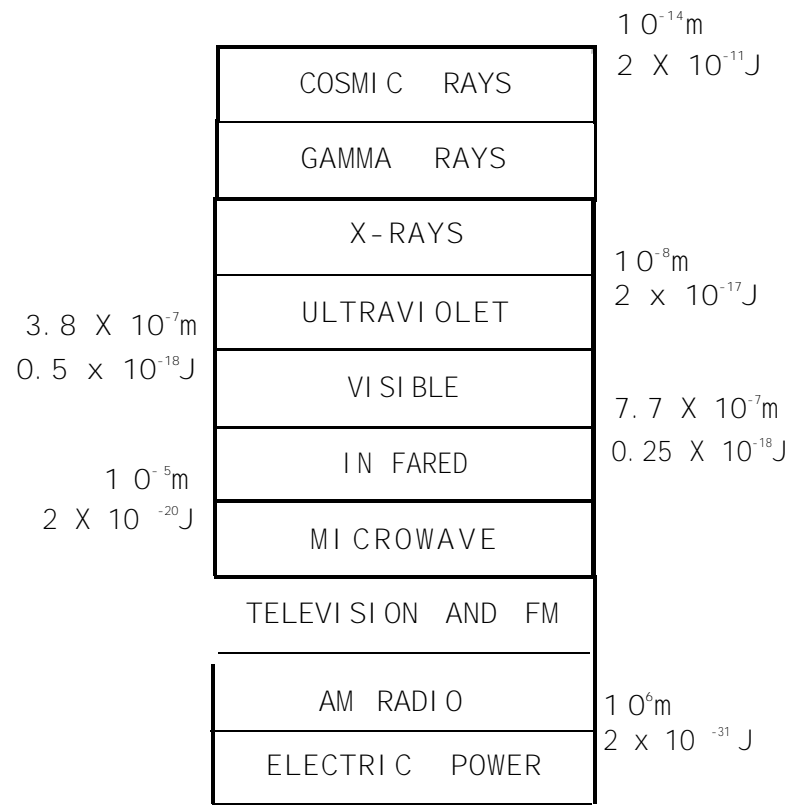 10⁻¹⁴m
2 X 10⁻¹¹J
COSMIC RAYS
GAMMA RAYS
X-RAYS
10⁻⁸m
2 x 10⁻¹⁷J
ULTRAVIOLET
3.8 X 10⁻⁷m
0.5 x 10⁻¹⁸J
VISIBLE
7.7 X 10⁻⁷m
0.25 X 10⁻¹⁸J
IN FARED
10⁻⁵m
2 X 10⁻²⁰J
MICROWAVE
TELEVISION AND FM
AM RADIO
10⁶m
2 x 10⁻³¹J
ELECTRIC POWER